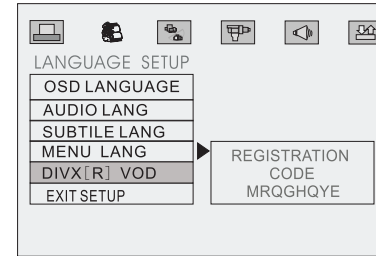 LANGUAGE SETUP
OSD LANGUAGE
AUDIO LANG
SUBTILE LANG
MENU LANG
DIVX[R] VOD
EXIT SETUP
REGISTRATION
CODE
MRQGHQYE